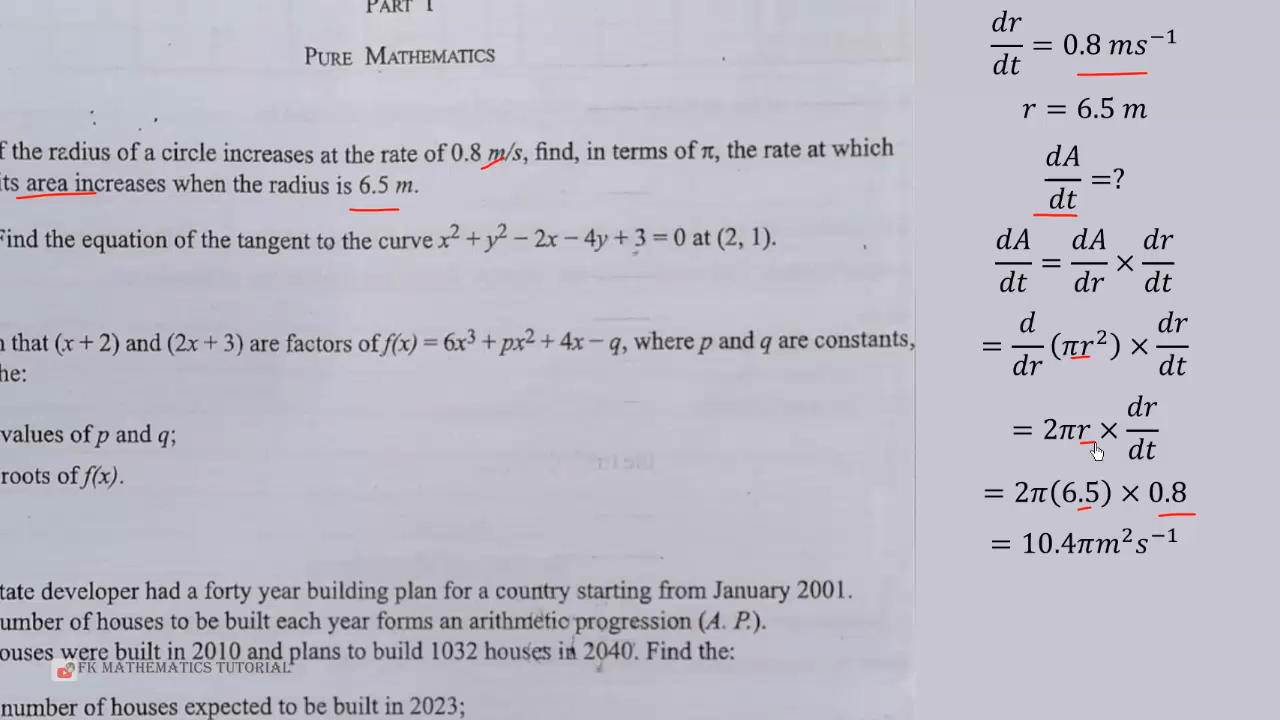 PART I
PURE MATHEMATICS
f the radius of a circle increases at the rate of 0.8 m/s, find, in terms of π, the rate at which
its area increases when the radius is 6.5 m.
Find the equation of the tangent to the curve x² + y² − 2x − 4y + 3 = 0 at (2, 1).
n that (x + 2) and (2x + 3) are factors of f(x) = 6x³ + px² + 4x − q, where p and q are constants,
he:
values of p and q;
roots of f(x).
tate developer had a forty year building plan for a country starting from January 2001.
umber of houses to be built each year forms an arithmetic progression (A. P.).
ouses were built in 2010 and plans to build 1032 houses in 2040. Find the:
FK MATHEMATICS TUTORIAL
number of houses expected to be built in 2023;
dr/dt = 0.8 ms⁻¹
r = 6.5 m
dA/dt =?
dA/dt = dA/dr × dr/dt
= d/dr (πr²) × dr/dt
= 2πr × dr/dt
= 2π(6.5) × 0.8
= 10.4πm²s⁻¹